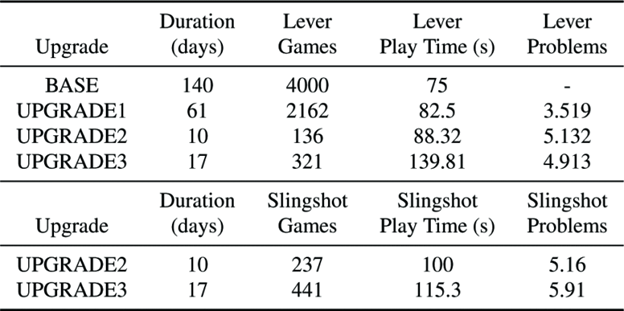 Duration Lever Lever Lever
Upgrade (days) Games Play Time (s) Problems
BASE 140 4000 75 -
UPGRADE1 61 2162 82.5 3.519
UPGRADE2 10 136 88.32 5.132
UPGRADE3 17 321 139.81 4.913
Duration Slingshot Slingshot Slingshot
Upgrade (days) Games Play Time (s) Problems
UPGRADE2 10 237 100 5.16
UPGRADE3 17 441 115.3 5.91